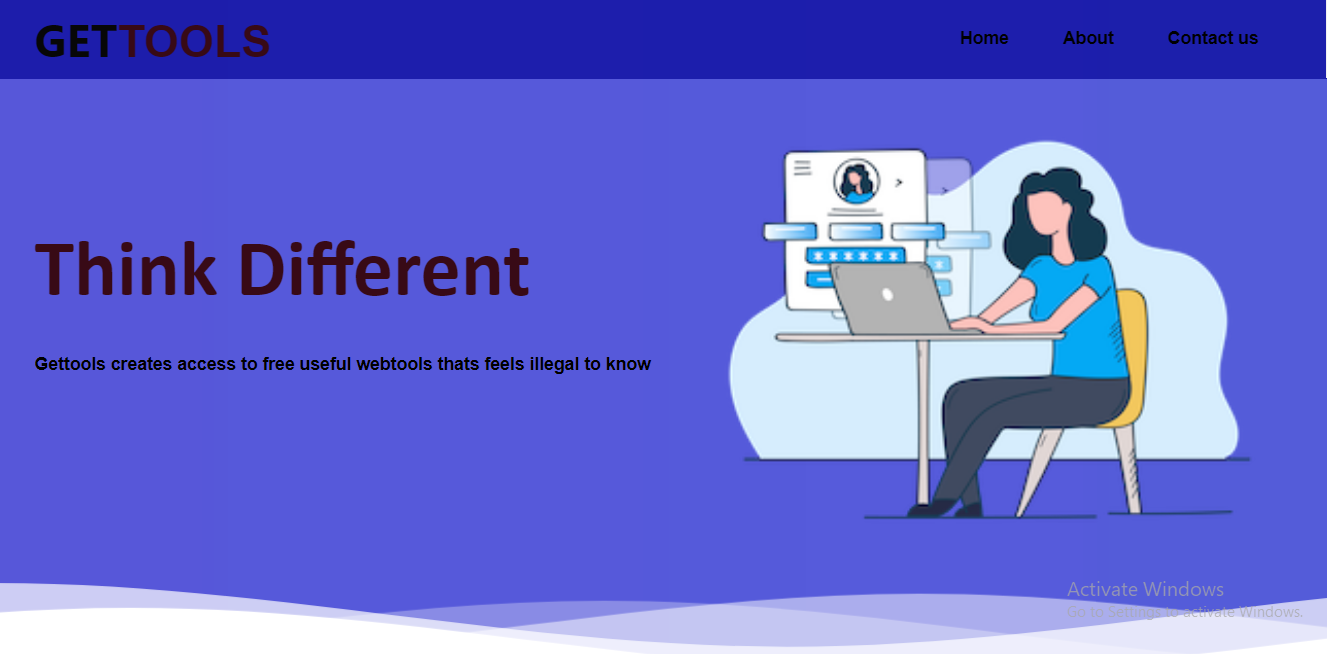 GETTOOLS
Home About Contact us
Think Different
Gettools creates access to free useful webtools thats feels illegal to know
******
Activate Windows
Go to Settings to activate Windows.